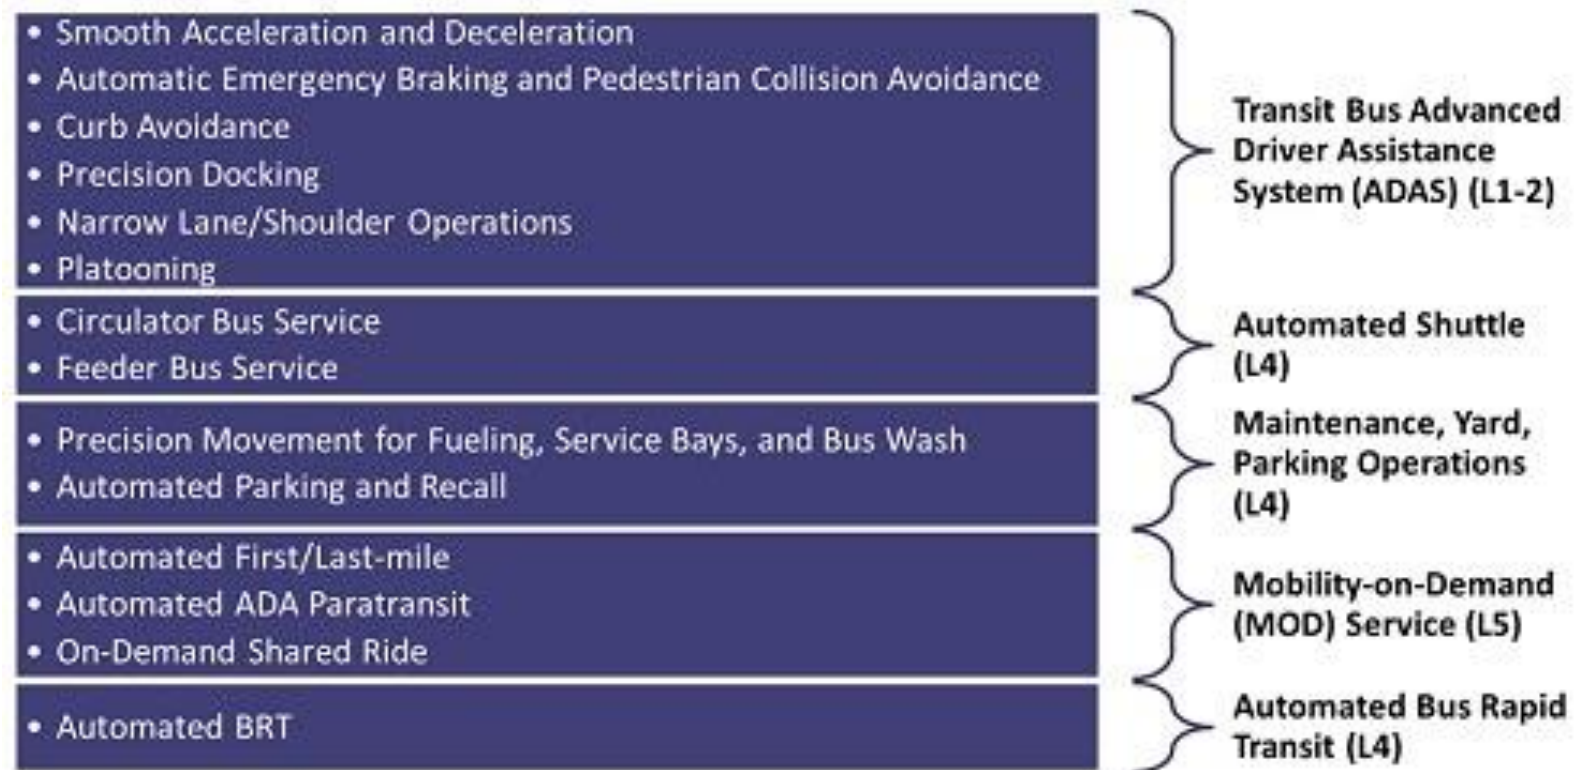 • Smooth Acceleration and Deceleration
• Automatic Emergency Braking and Pedestrian Collision Avoidance
• Curb Avoidance
• Precision Docking
• Narrow Lane/Shoulder Operations
• Platooning
Transit Bus Advanced
Driver Assistance
System (ADAS) (L1-2)
• Circulator Bus Service
• Feeder Bus Service
Automated Shuttle
(L4)
• Precision Movement for Fueling, Service Bays, and Bus Wash
• Automated Parking and Recall
Maintenance, Yard,
Parking Operations
(L4)
• Automated First/Last-mile
• Automated ADA Paratransit
• On-Demand Shared Ride
Mobility-on-Demand
(MOD) Service (L5)
• Automated BRT
Automated Bus Rapid
Transit (L4)